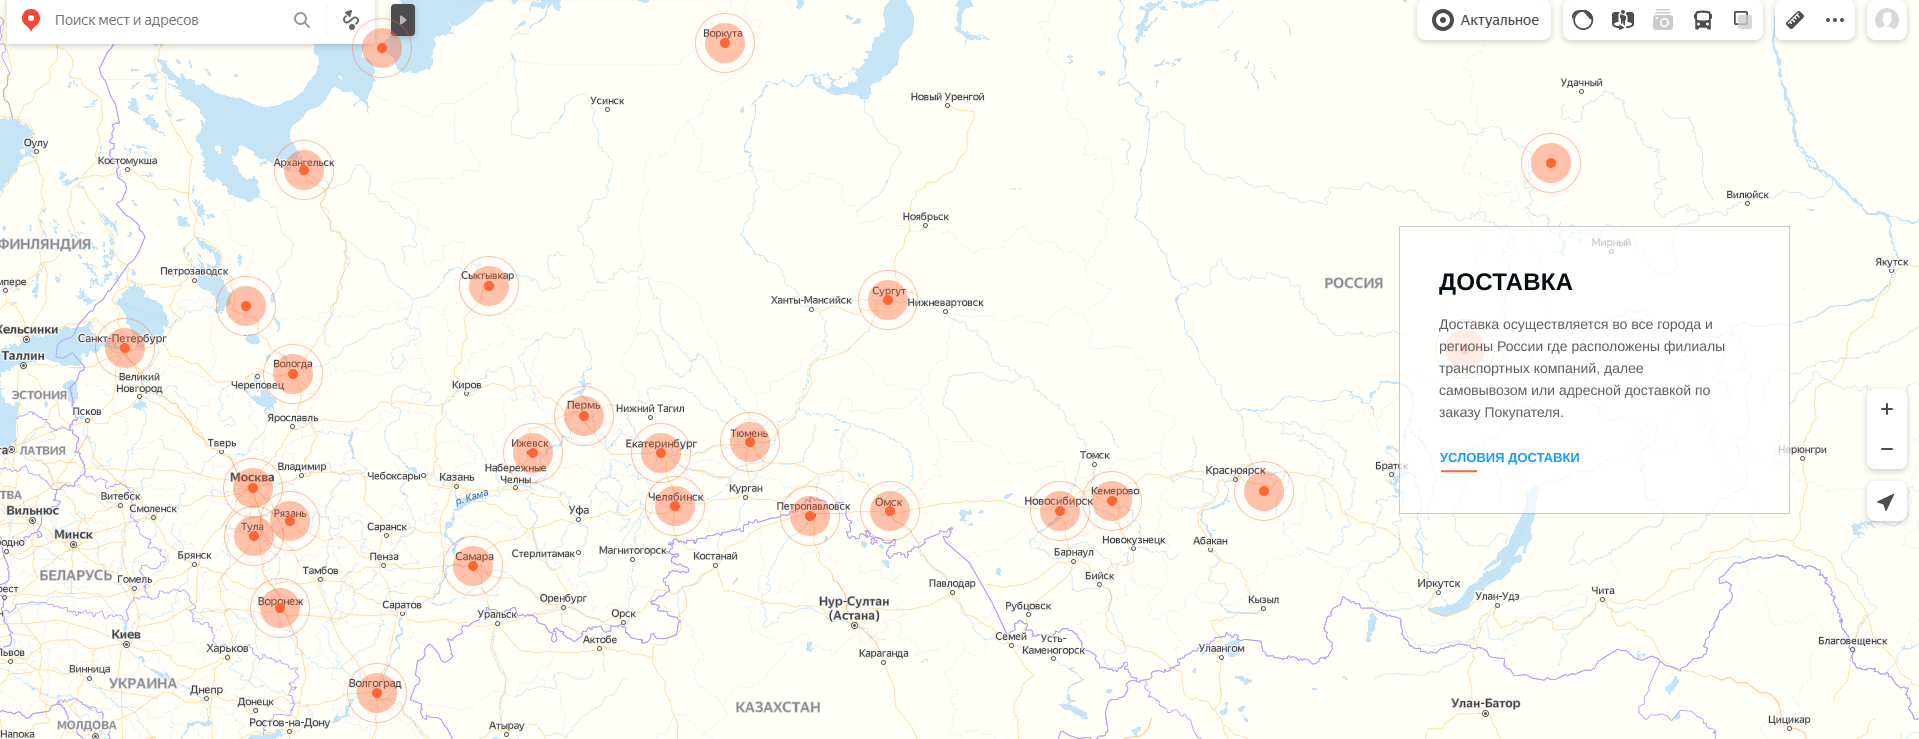 Поиск мест и адресов
Актуальное
Воркута
Удачный
Новый Уренгой
Усинск
Оулу
Костомукша
Архангельск
Вилюйск
Ноябрьск
ФИНЛЯНДИЯ
Мирный
Якутск
Петрозаводск
Сыктывкар
мпере
РОССИЯ
ДОСТАВКА
Сургут
Ханты-Мансийск
Нижневартовск
Хельсинки
Санкт-Петербург
Доставка осуществляется во все города и
регионы России где расположены филиалы
транспортных компаний, далее
самовывозом или адресной доставкой по
заказу Покупателя.
Таллин
Вологда
Великий
Новгород
Череповец
Киров
ЭСТОНИЯ
Псков
Ярославль
Пермь
Нижний Тагил
Тюмень
Тверь
Ижевск
Екатеринбург
га
ЛАТВИЯ
Нерюнгри
Томск
УСЛОВИЯ ДОСТАВКИ
Владимир
Набережные
Челны
Братск
Красноярск
Москва
Чебоксары
Казань
Курган
Кемерово
ТВА
Витебск
р. Кама
Челябинск
Новосибирск
Вильнюс
Смоленск
Рязань
Уфа
Петропавловск
Омск
Тула
Саранск
Минск
одно
Брянск
Пенза
Самара
Стерлитамак
Магнитогорск
Костанай
Новокузнецк
Абакан
Барнаул
БЕЛАРУСЬ
Гомель
Тамбов
Бийск
Павлодар
Иркутск
рест
Воронеж
Саратов
Оренбург
Нур-Султан
(Астана)
Рубцовск
Кызыл
Улан-Удэ
Чита
Уральск
Орск
Киев
Актобе
Семей
Усть-
Каменогорск
Благовещенск
Львов
Харьков
Караганда
Улаангом
Винница
УКРАИНА
Днепр
Волгоград
Донецк
КАЗАХСТАН
Улан-Батор
МОЛДОВА
Ростов-на-Дону
Атырау
Цицикар
Напока